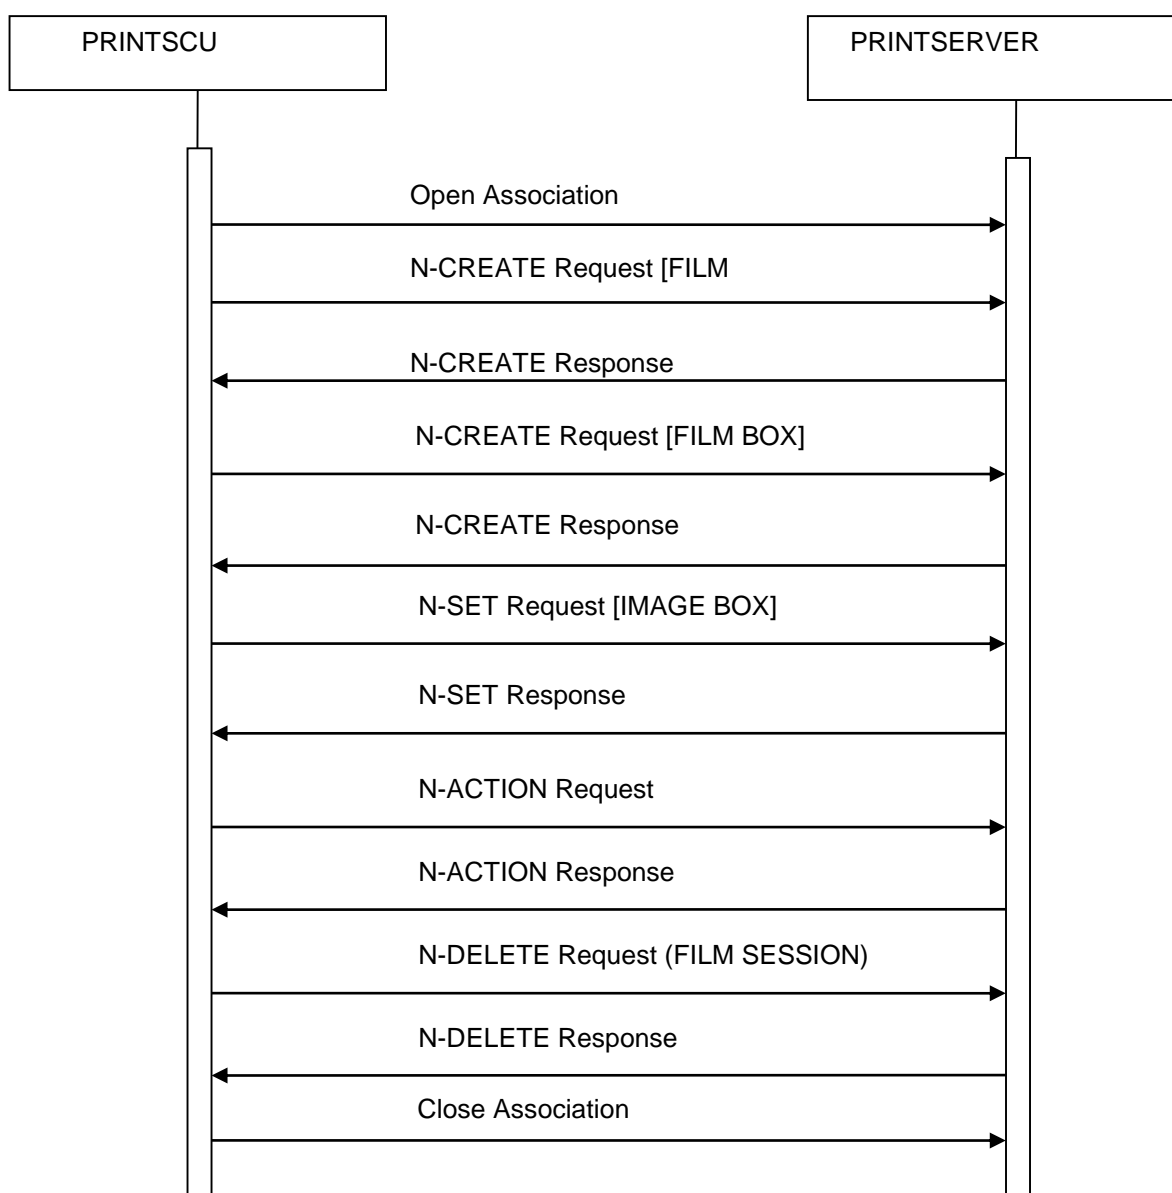 PRINTSCU
PRINTSERVER
Open Association
N-CREATE Request [FILM
N-CREATE Response
N-CREATE Request [FILM BOX]
N-CREATE Response
N-SET Request [IMAGE BOX]
N-SET Response
N-ACTION Request
N-ACTION Response
N-DELETE Request (FILM SESSION)
N-DELETE Response
Close Association